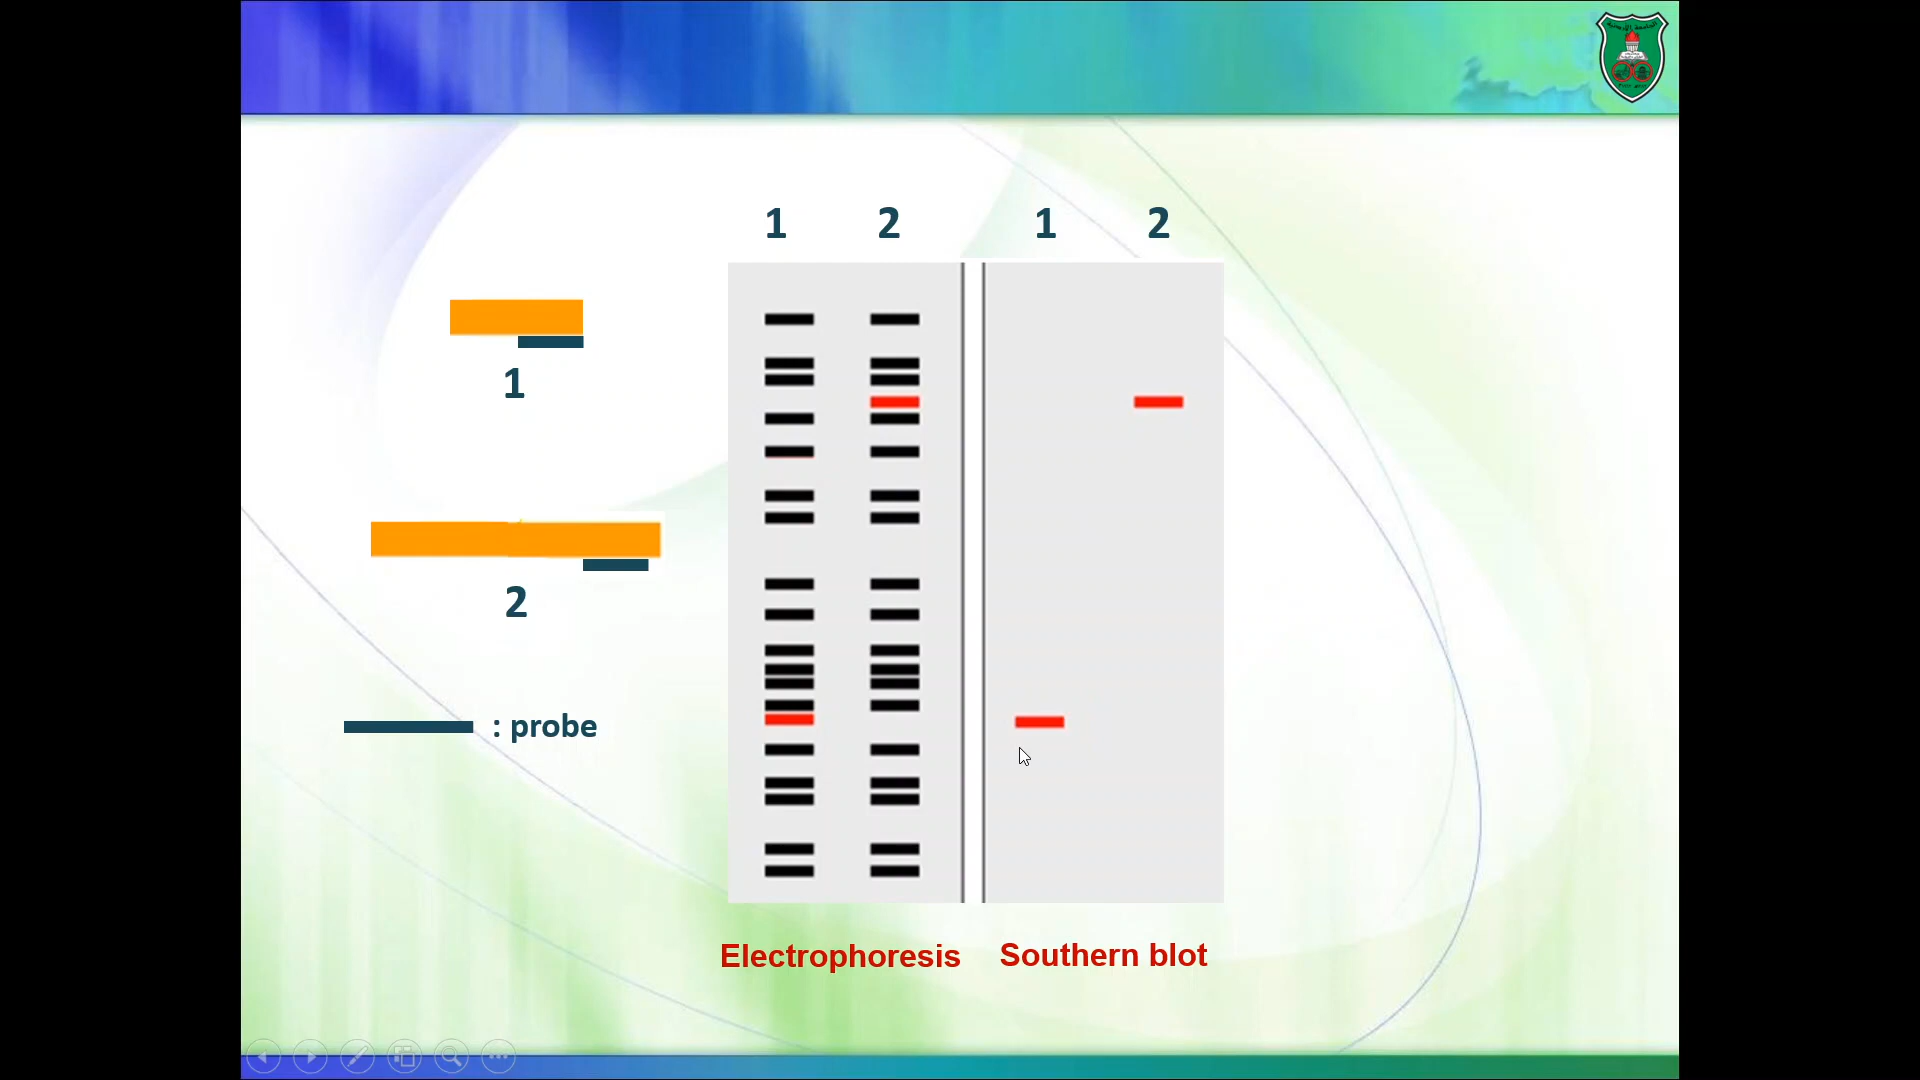 1 2 1 2
1
2
: probe
Electrophoresis Southern blot